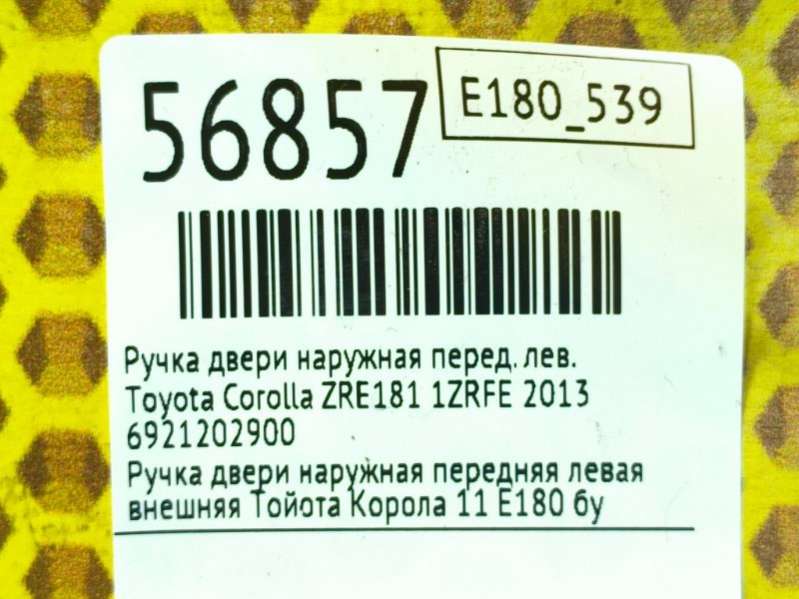 56857
E180_539
Ручка двери наружная перед. лев.
Toyota Corolla ZRE181 1ZRFE 2013
6921202900
Ручка двери наружная передняя левая
внешняя Тойота Корола 11 Е180 бу